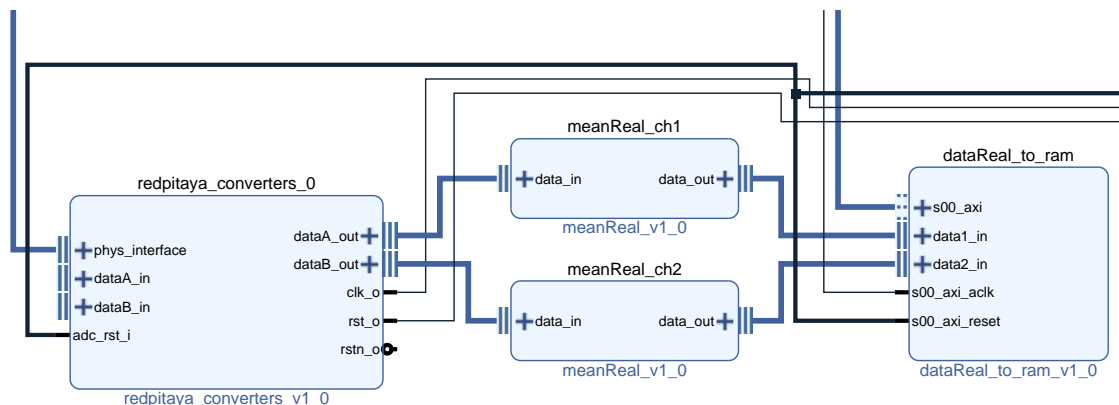 redpitaya_converters_0
phys_interface
dataA_in
dataB_in
adc_rst_i
dataA_out
dataB_out
clk_o
rst_o
rstn_o
redpitaya_converters_v1_0
meanReal_ch1
data_in
data_out
meanReal_v1_0
meanReal_ch2
data_in
data_out
meanReal_v1_0
dataReal_to_ram
s00_axi
data1_in
data2_in
s00_axi_aclk
s00_axi_reset
dataReal_to_ram_v1_0